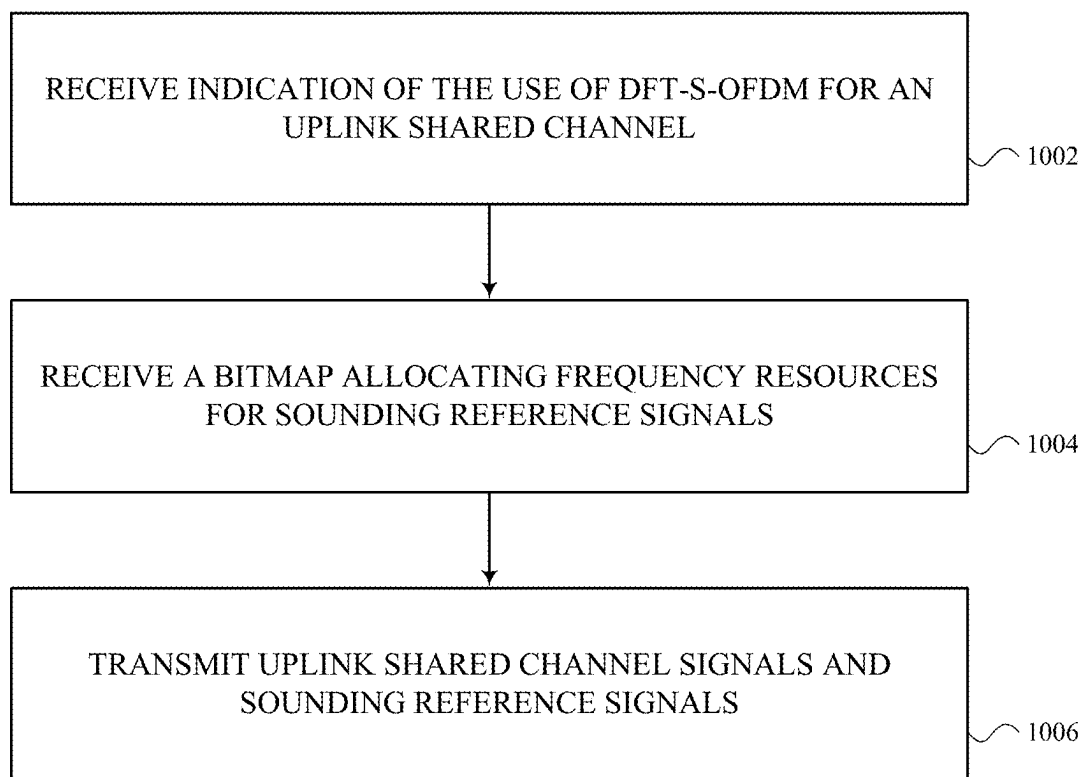 RECEIVE INDICATION OF THE USE OF DFT-S-OFDM FOR AN
UPLINK SHARED CHANNEL
1002
RECEIVE A BITMAP ALLOCATING FREQUENCY RESOURCES
FOR SOUNDING REFERENCE SIGNALS
1004
TRANSMIT UPLINK SHARED CHANNEL SIGNALS AND
SOUNDING REFERENCE SIGNALS
1006